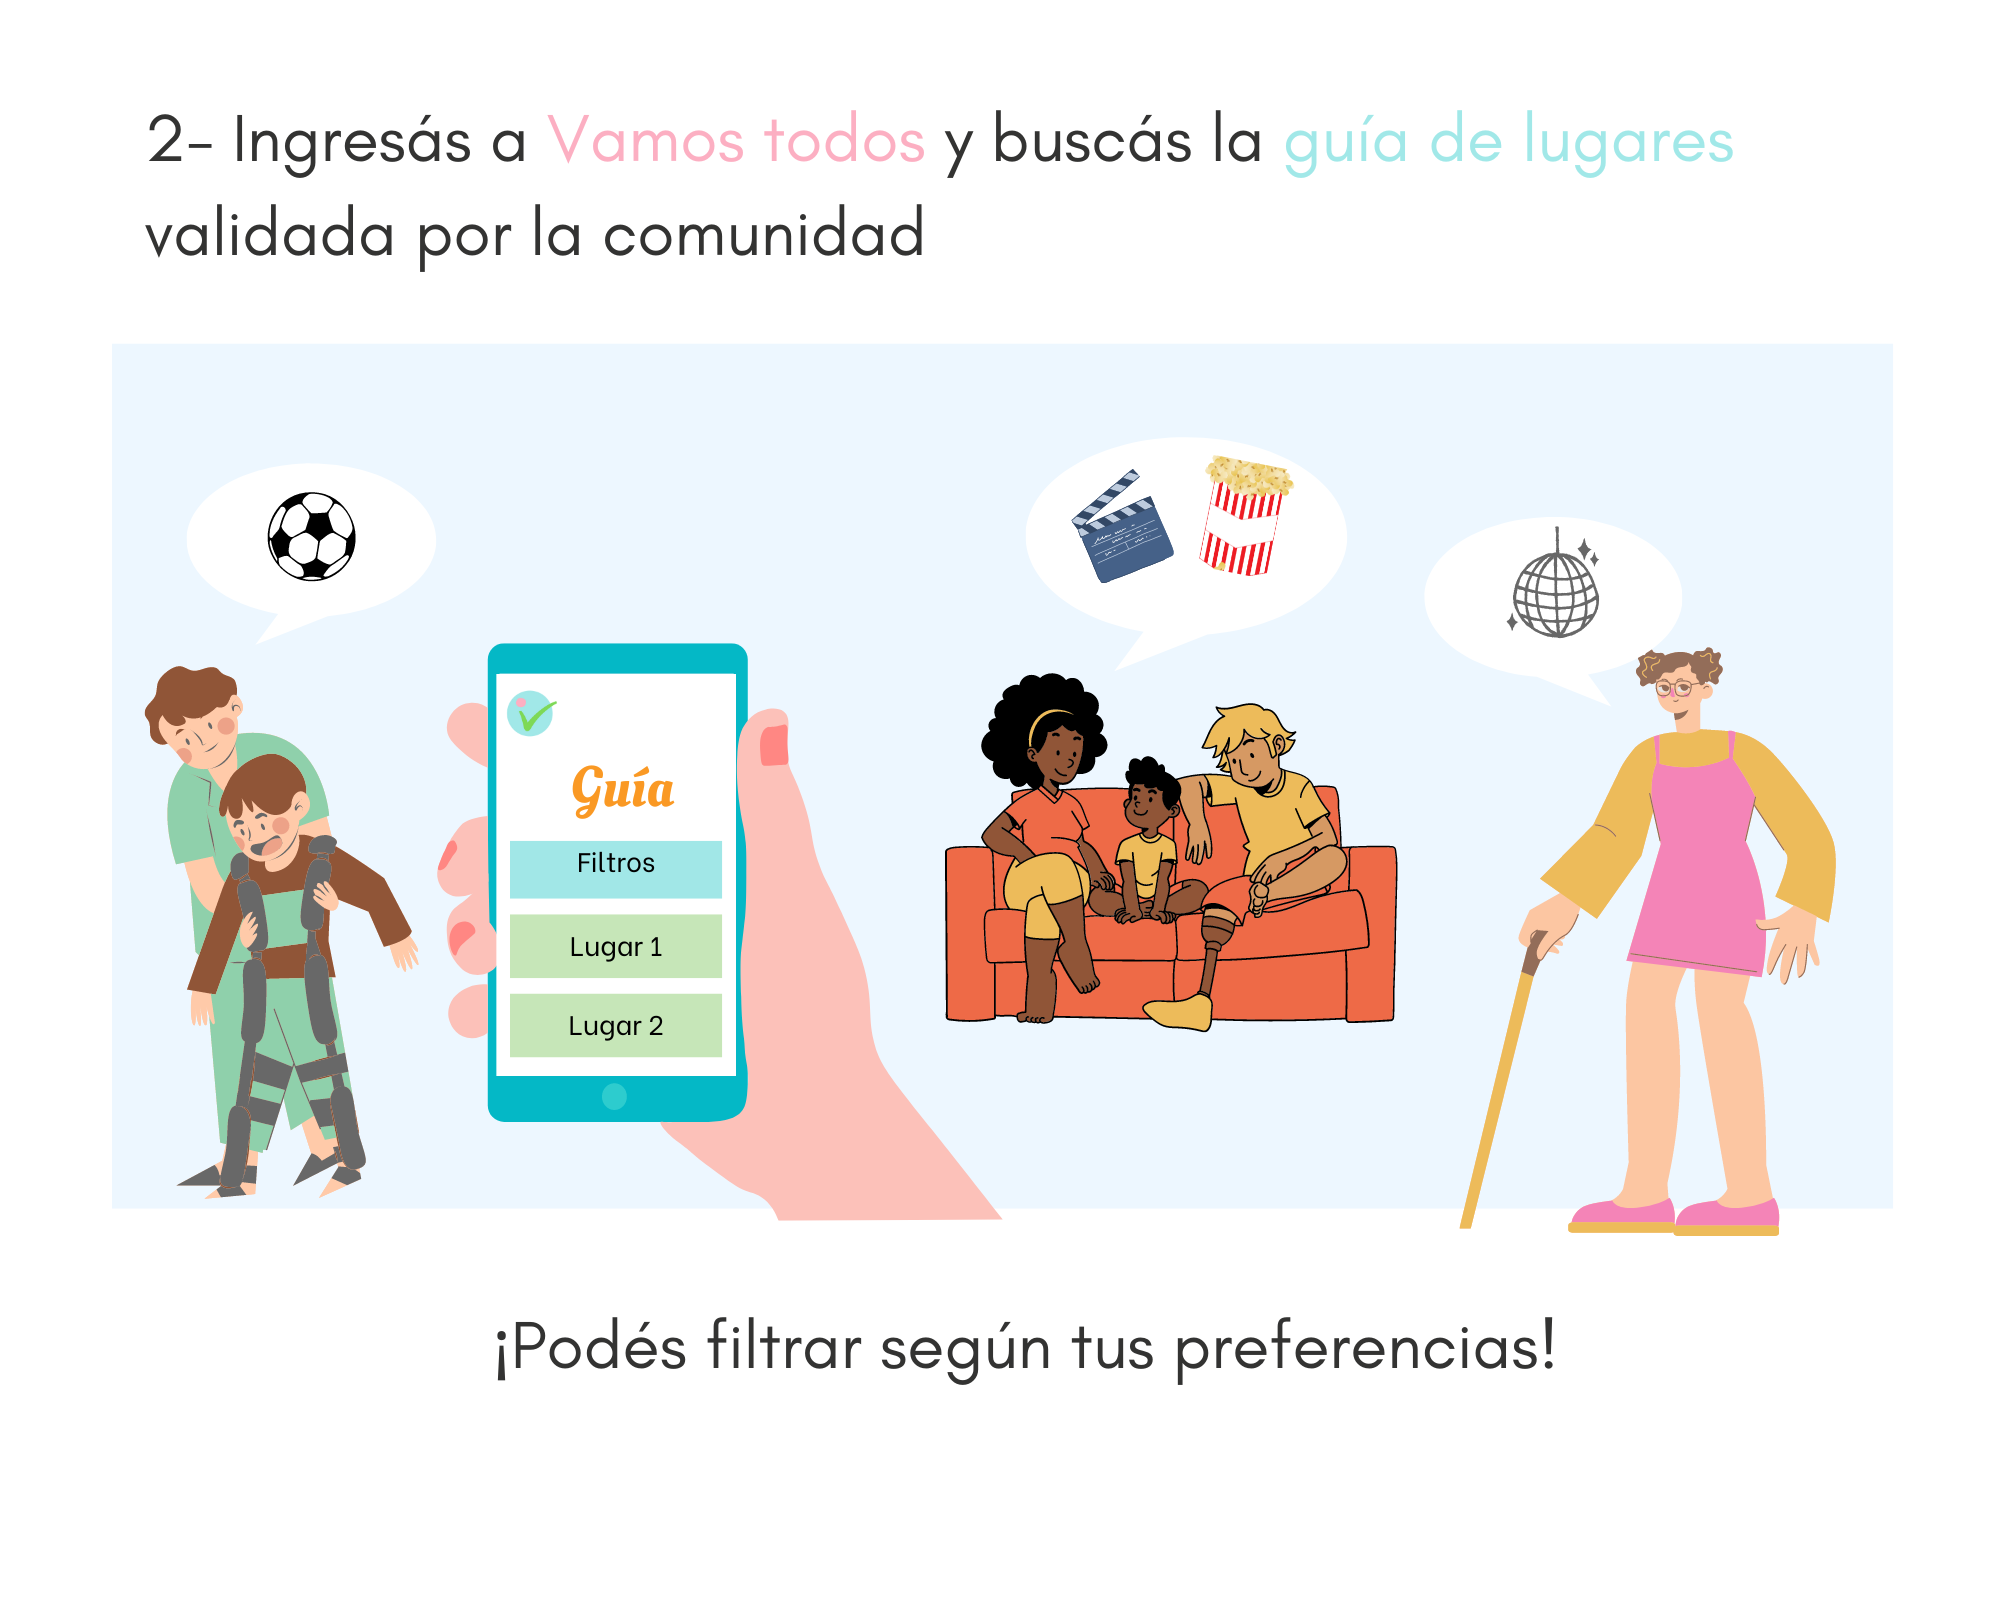 2- Ingresás a Vamos todos y buscás la guía de lugares
validada por la comunidad
Guía
Filtros
Lugar 1
Lugar 2
¡Podés filtrar según tus preferencias!